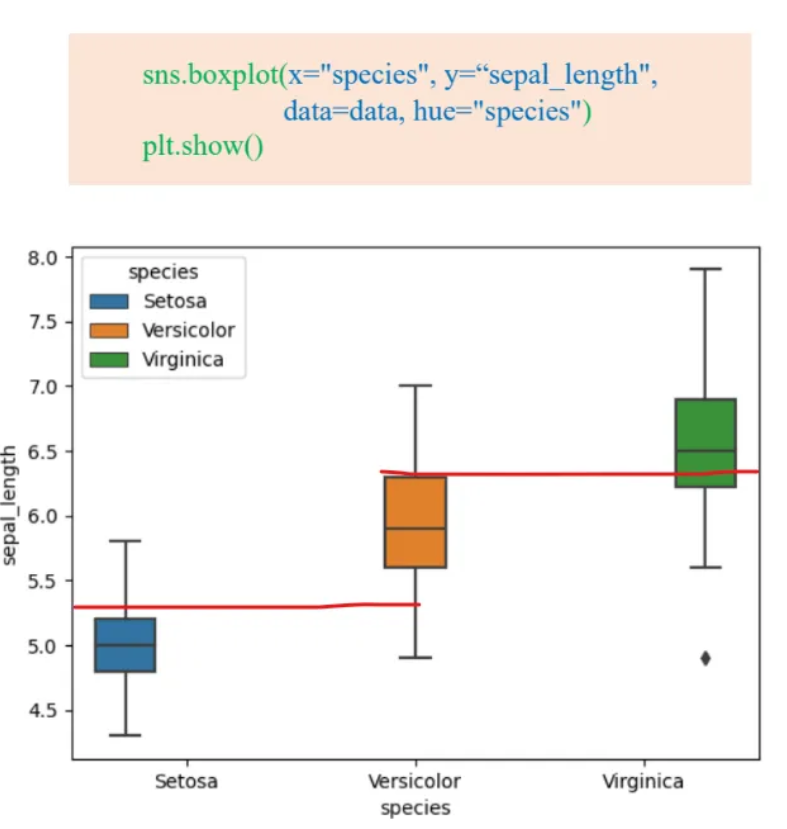 sns.boxplot(x="species", y=“sepal_length",
data=data, hue="species")
plt.show()
8.0
species
Setosa
7.5
Versicolor
Virginica
7.0
6.5
sepal_length
6.0
5.5
5.0
4.5
Setosa Versicolor Virginica
species